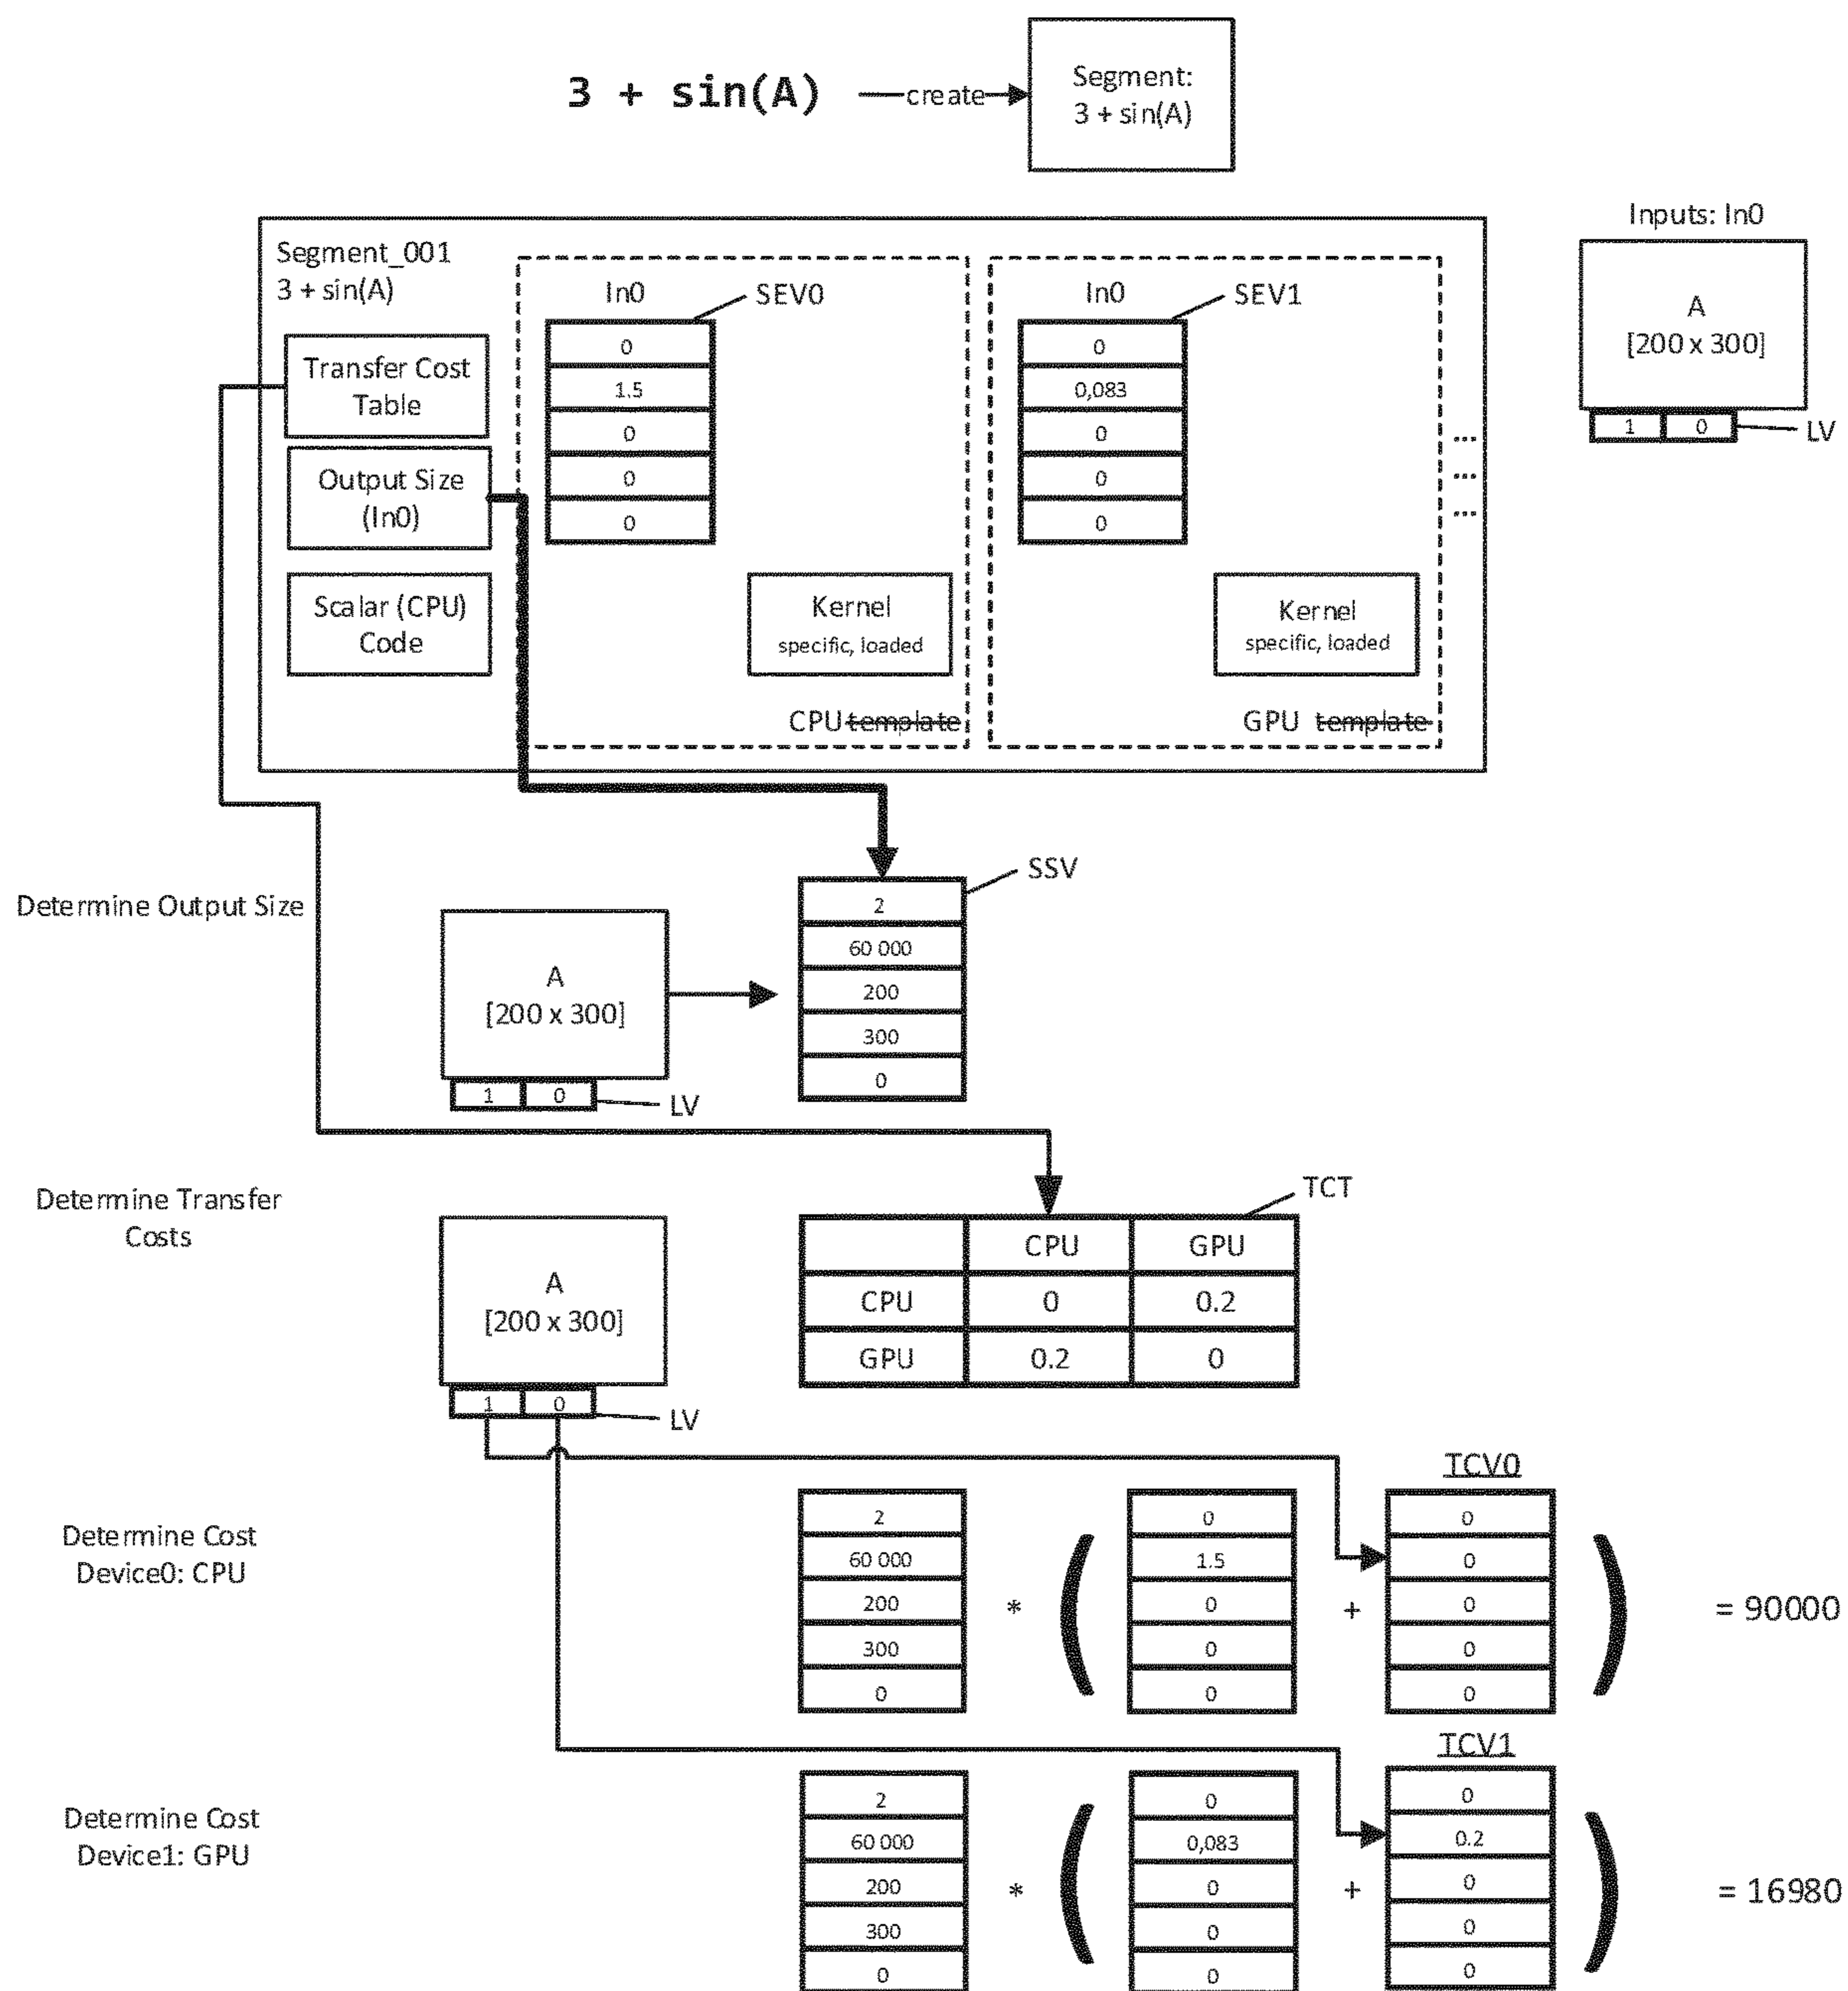 3 + sin(A)
create
Segment:
3 + sin(A)
Inputs: In0
A
[200 x 300]
1 0
LV
Segment_001
3 + sin(A)
Transfer Cost
Table
Output Size
(In0)
Scalar (CPU)
Code
In0
SEV0
0
1.5
0
0
0
Kernel
specific, loaded
CPU template
In0
SEV1
0
0,083
0
0
0
Kernel
specific, loaded
GPU template
...
...
...
Determine Output Size
A
[200 x 300]
1 0
LV
SSV
2
60 000
200
300
0
Determine Transfer
Costs
A
[200 x 300]
1 0
LV
TCT
CPU GPU
CPU 0 0.2
GPU 0.2 0
Determine Cost
Device0: CPU
TCV0
2 0 0
60 000 1.5 0
200 * ( 0 + 0 ) = 90000
300 0 0
0 0 0
Determine Cost
Device1: GPU
TCV1
2 0 0
60 000 0,083 0.2
200 * ( 0 + 0 ) = 16980
300 0 0
0 0 0